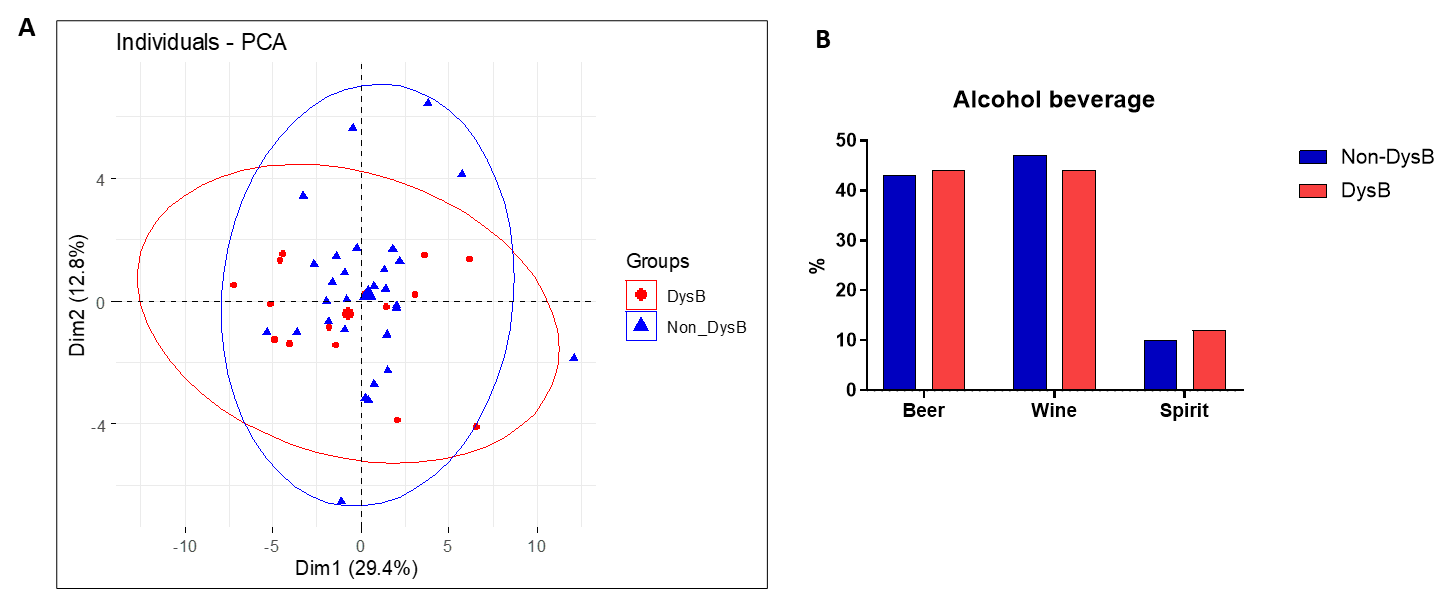 A
Individuals - PCA
Dim2 (12.8%)
4
0
-4
-10
-5
0
5
10
Dim1 (29.4%)
Groups
DysB
Non_DysB
B
Alcohol beverage
%
50
40
30
20
10
0
Beer
Wine
Spirit
Non-DysB
DysB